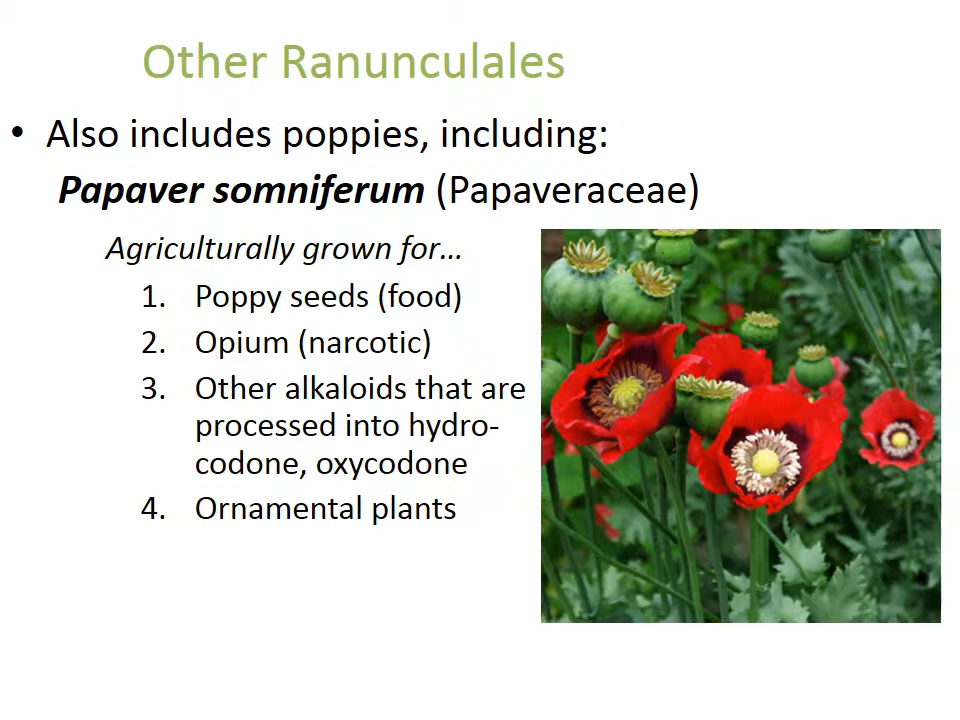 Other Ranunculales
• Also includes poppies, including:
Papaver somniferum (Papaveraceae)
Agriculturally grown for…
1. Poppy seeds (food)
2. Opium (narcotic)
3. Other alkaloids that are
processed into hydro-
codone, oxycodone
4. Ornamental plants